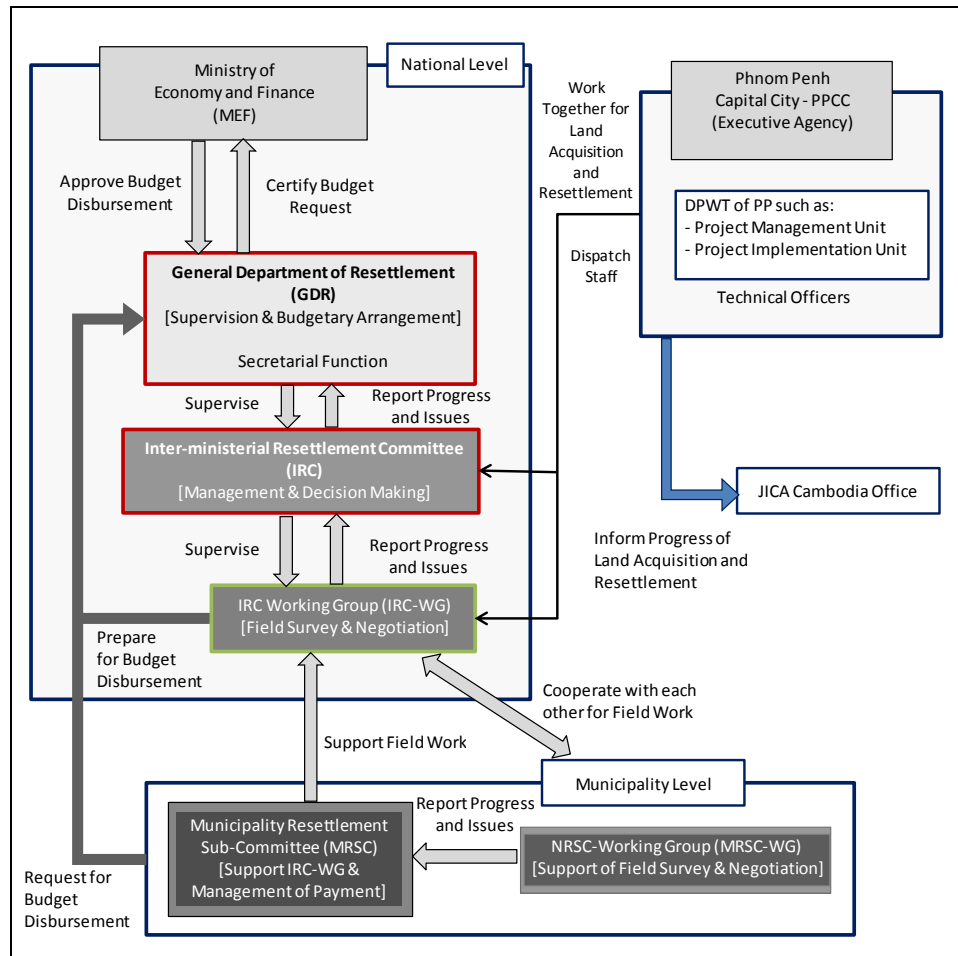 Ministry of
Economy and Finance
(MEF)
National Level
Work
Together for
Land
Acquisition
and
Resettlement
Phnom Penh
Capital City - PPCC
(Executive Agency)
Approve Budget
Disbursement
Certify Budget
Request
DPWT of PP such as:
- Project Management Unit
- Project Implementation Unit
Technical Officers
Dispatch
Staff
General Department of Resettlement
(GDR)
[Supervision & Budgetary Arrangement]
Secretarial Function
Supervise
Report Progress
and Issues
Inter-ministerial Resettlement Committee
(IRC)
[Management & Decision Making]
JICA Cambodia Office
Inform Progress of
Land Acquisition and
Resettlement
Supervise
Report Progress
and Issues
IRC Working Group (IRC-WG)
[Field Survey & Negotiation]
Prepare
for Budget
Disbursement
Cooperate with each
other for Field Work
Support Field Work
Municipality Level
Municipality Resettlement
Sub-Committee (MRSC)
[Support IRC-WG &
Management of Payment]
Report Progress
and Issues
NRSC-Working Group (MRSC-WG)
[Support of Field Survey & Negotiation]
Request for
Budget
Disbursement